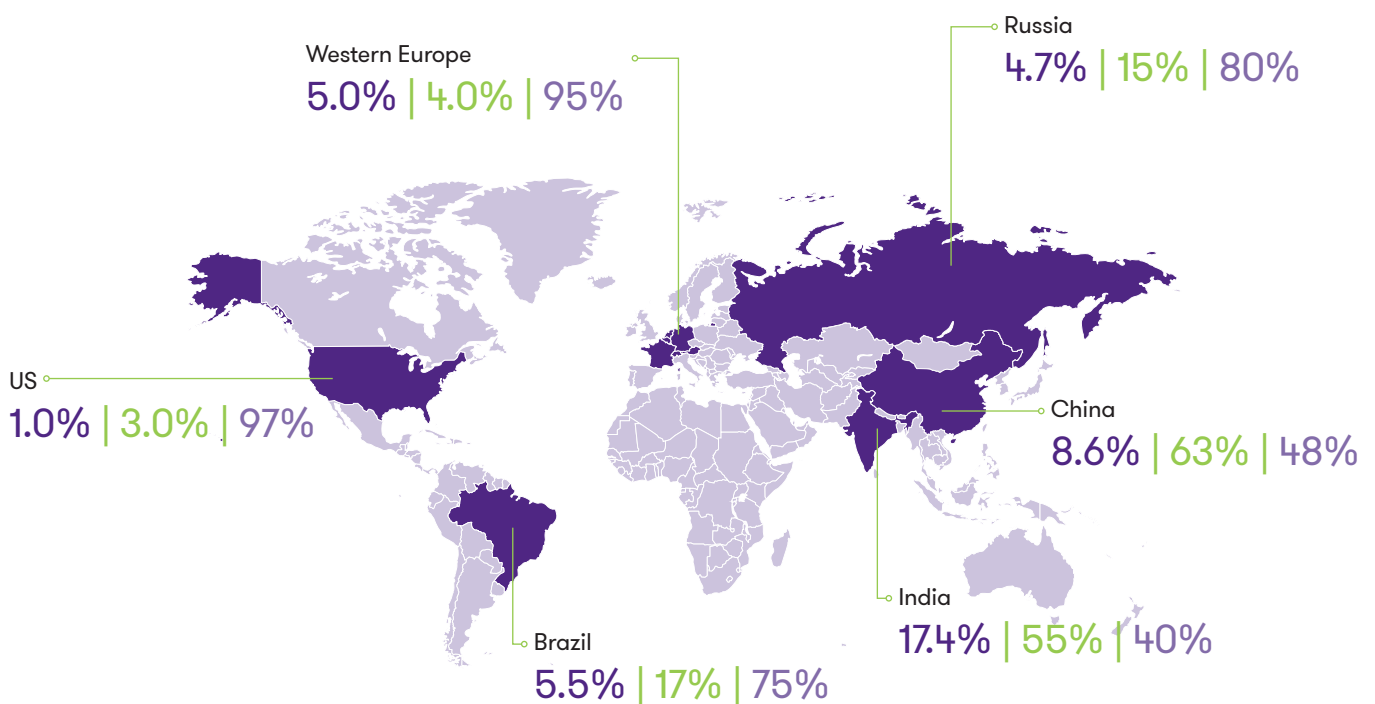 Russia
4.7% | 15% | 80%
Western Europe
5.0% | 4.0% | 95%
US
1.0% | 3.0% | 97%
China
8.6% | 63% | 48%
India
17.4% | 55% | 40%
Brazil
5.5% | 17% | 75%